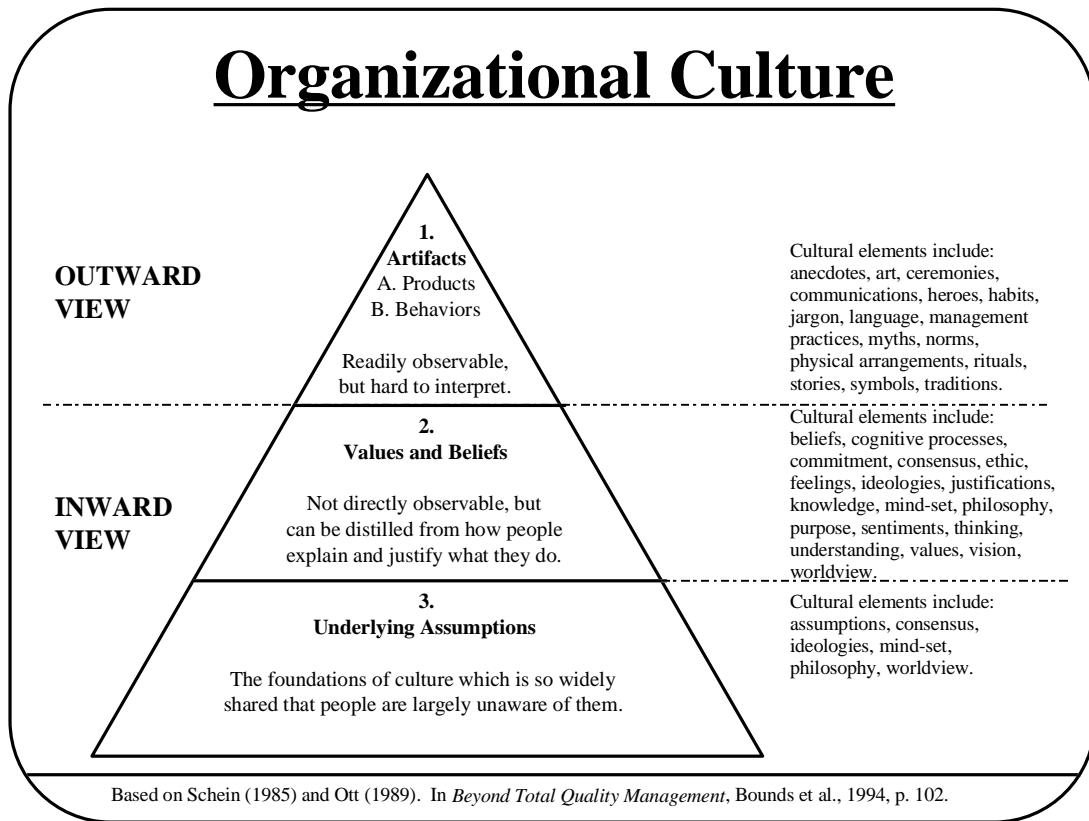 Organizational Culture
OUTWARD
VIEW
1.
Artifacts
A. Products
B. Behaviors
Readily observable,
but hard to interpret.
Cultural elements include:
anecdotes, art, ceremonies,
communications, heroes, habits,
jargon, language, management
practices, myths, norms,
physical arrangements, rituals,
stories, symbols, traditions.
INWARD
VIEW
2.
Values and Beliefs
Not directly observable, but
can be distilled from how people
explain and justify what they do.
Cultural elements include:
beliefs, cognitive processes,
commitment, consensus, ethic,
feelings, ideologies, justifications,
knowledge, mind-set, philosophy,
purpose, sentiments, thinking,
understanding, values, vision,
worldview.
3.
Underlying Assumptions
The foundations of culture which is so widely
shared that people are largely unaware of them.
Cultural elements include:
assumptions, consensus,
ideologies, mind-set,
philosophy, worldview.
Based on Schein (1985) and Ott (1989).  In Beyond Total Quality Management, Bounds et al., 1994, p. 102.